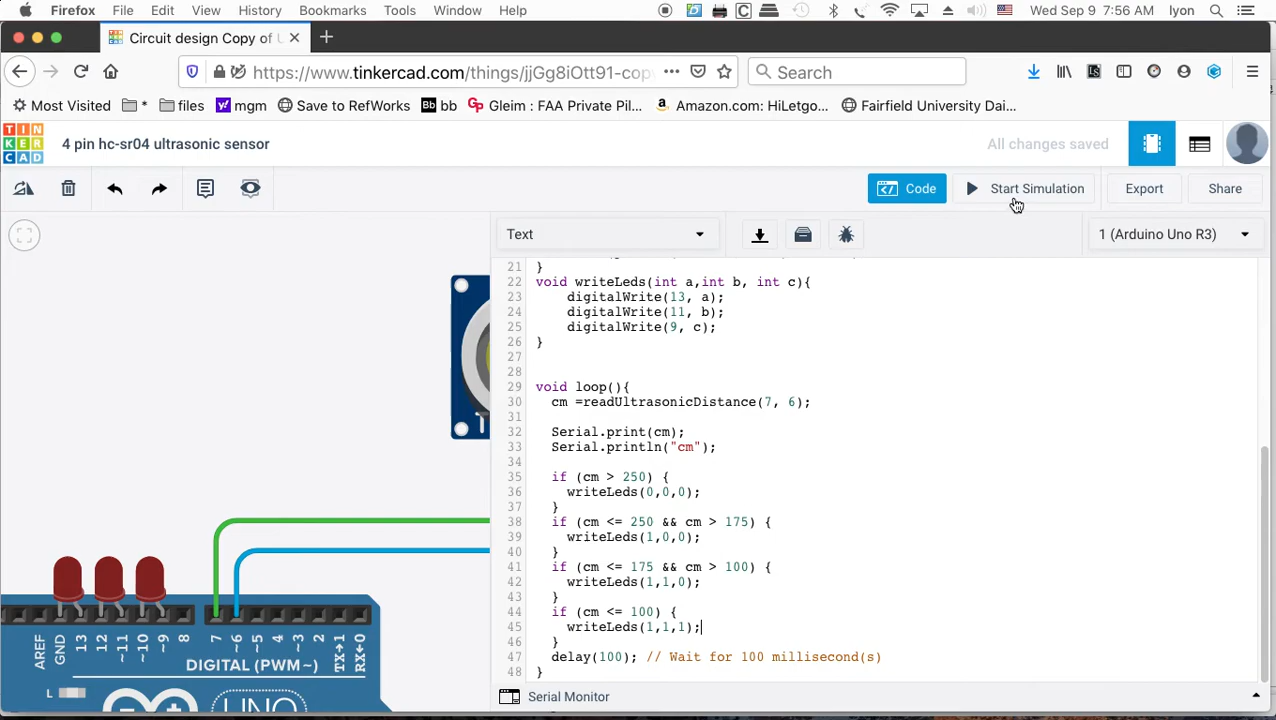 Firefox File Edit View History Bookmarks Tools Window Help Wed Sep 9 7:56 AM lyon
Circuit design Copy of
https://www.tinkercad.com/things/jjGg8iOtt91-copy Search
Most Visited * files mgm Save to RefWorks Bb bb Gleim : FAA Private Pil... Amazon.com: HiLetgo... Fairfield University Dai...
TIN
KER
CAD
4 pin hc-sr04 ultrasonic sensor All changes saved
Code Start Simulation Export Share
Text 1 (Arduino Uno R3)
21 }
22 void writeLeds(int a,int b, int c){
23 digitalWrite(13, a);
24 digitalWrite(11, b);
25 digitalWrite(9, c);
26 }
27
28
29 void loop(){
30 cm =readUltrasonicDistance(7, 6);
31
32 Serial.print(cm);
33 Serial.println("cm");
34
35 if (cm > 250) {
36 writeLeds(0,0,0);
37 }
38 if (cm <= 250 && cm > 175) {
39 writeLeds(1,0,0);
40 }
41 if (cm <= 175 && cm > 100) {
42 writeLeds(1,1,0);
43 }
44 if (cm <= 100) {
45 writeLeds(1,1,1);
46 }
47 delay(100); // Wait for 100 millisecond(s)
48 }
AREF GND 13 12 ~11 ~10 ~9 8 7 ~6 ~5 4 ~3 2 TX→1 RX←0
DIGITAL (PWM~)
L
UNO
Serial Monitor